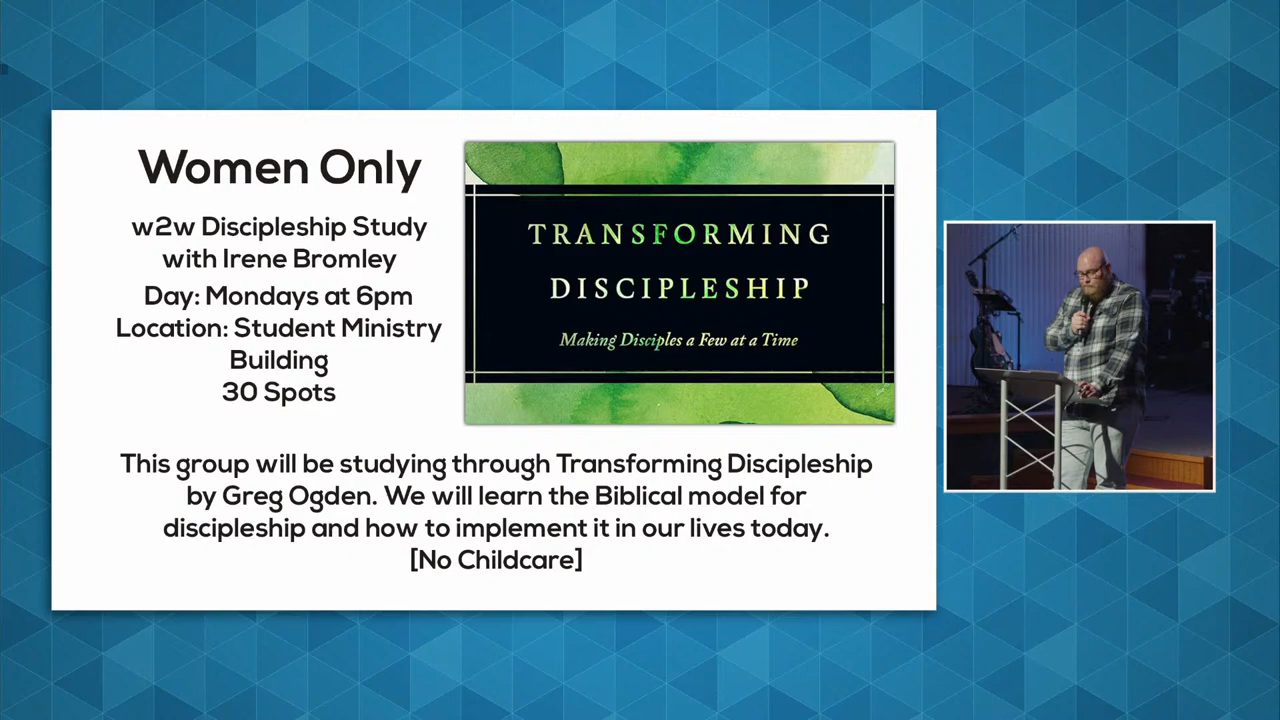 Women Only
w2w Discipleship Study
with Irene Bromley
Day: Mondays at 6pm
Location: Student Ministry
Building
30 Spots
TRANSFORMING
DISCIPLESHIP
Making Disciples a Few at a Time
This group will be studying through Transforming Discipleship
by Greg Ogden. We will learn the Biblical model for
discipleship and how to implement it in our lives today.
[No Childcare]